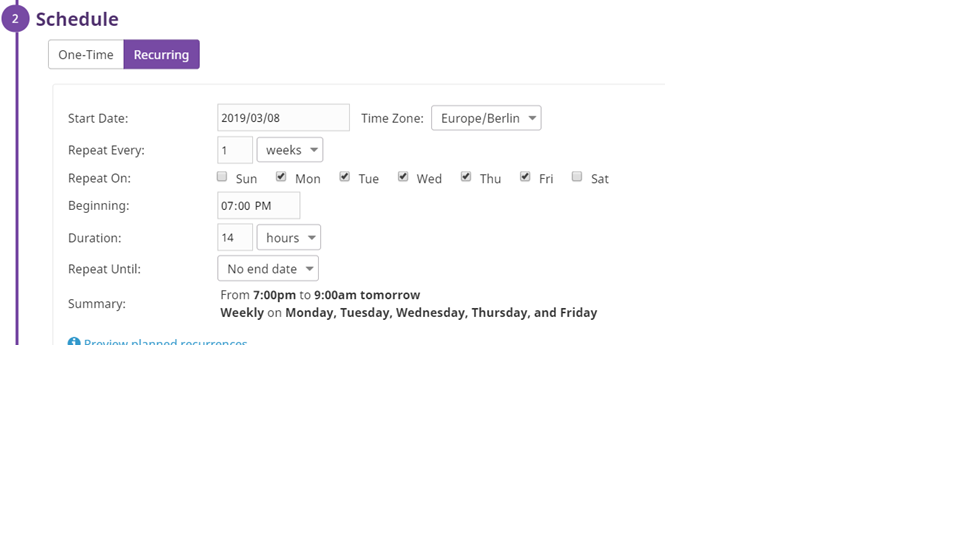 2 Schedule
One-Time Recurring
Start Date: 2019/03/08 Time Zone: Europe/Berlin
Repeat Every: 1 weeks
Repeat On: Sun Mon Tue Wed Thu Fri Sat
Beginning: 07:00 PM
Duration: 14 hours
Repeat Until: No end date
Summary: From 7:00pm to 9:00am tomorrow
Weekly on Monday, Tuesday, Wednesday, Thursday, and Friday
Preview planned recurrences